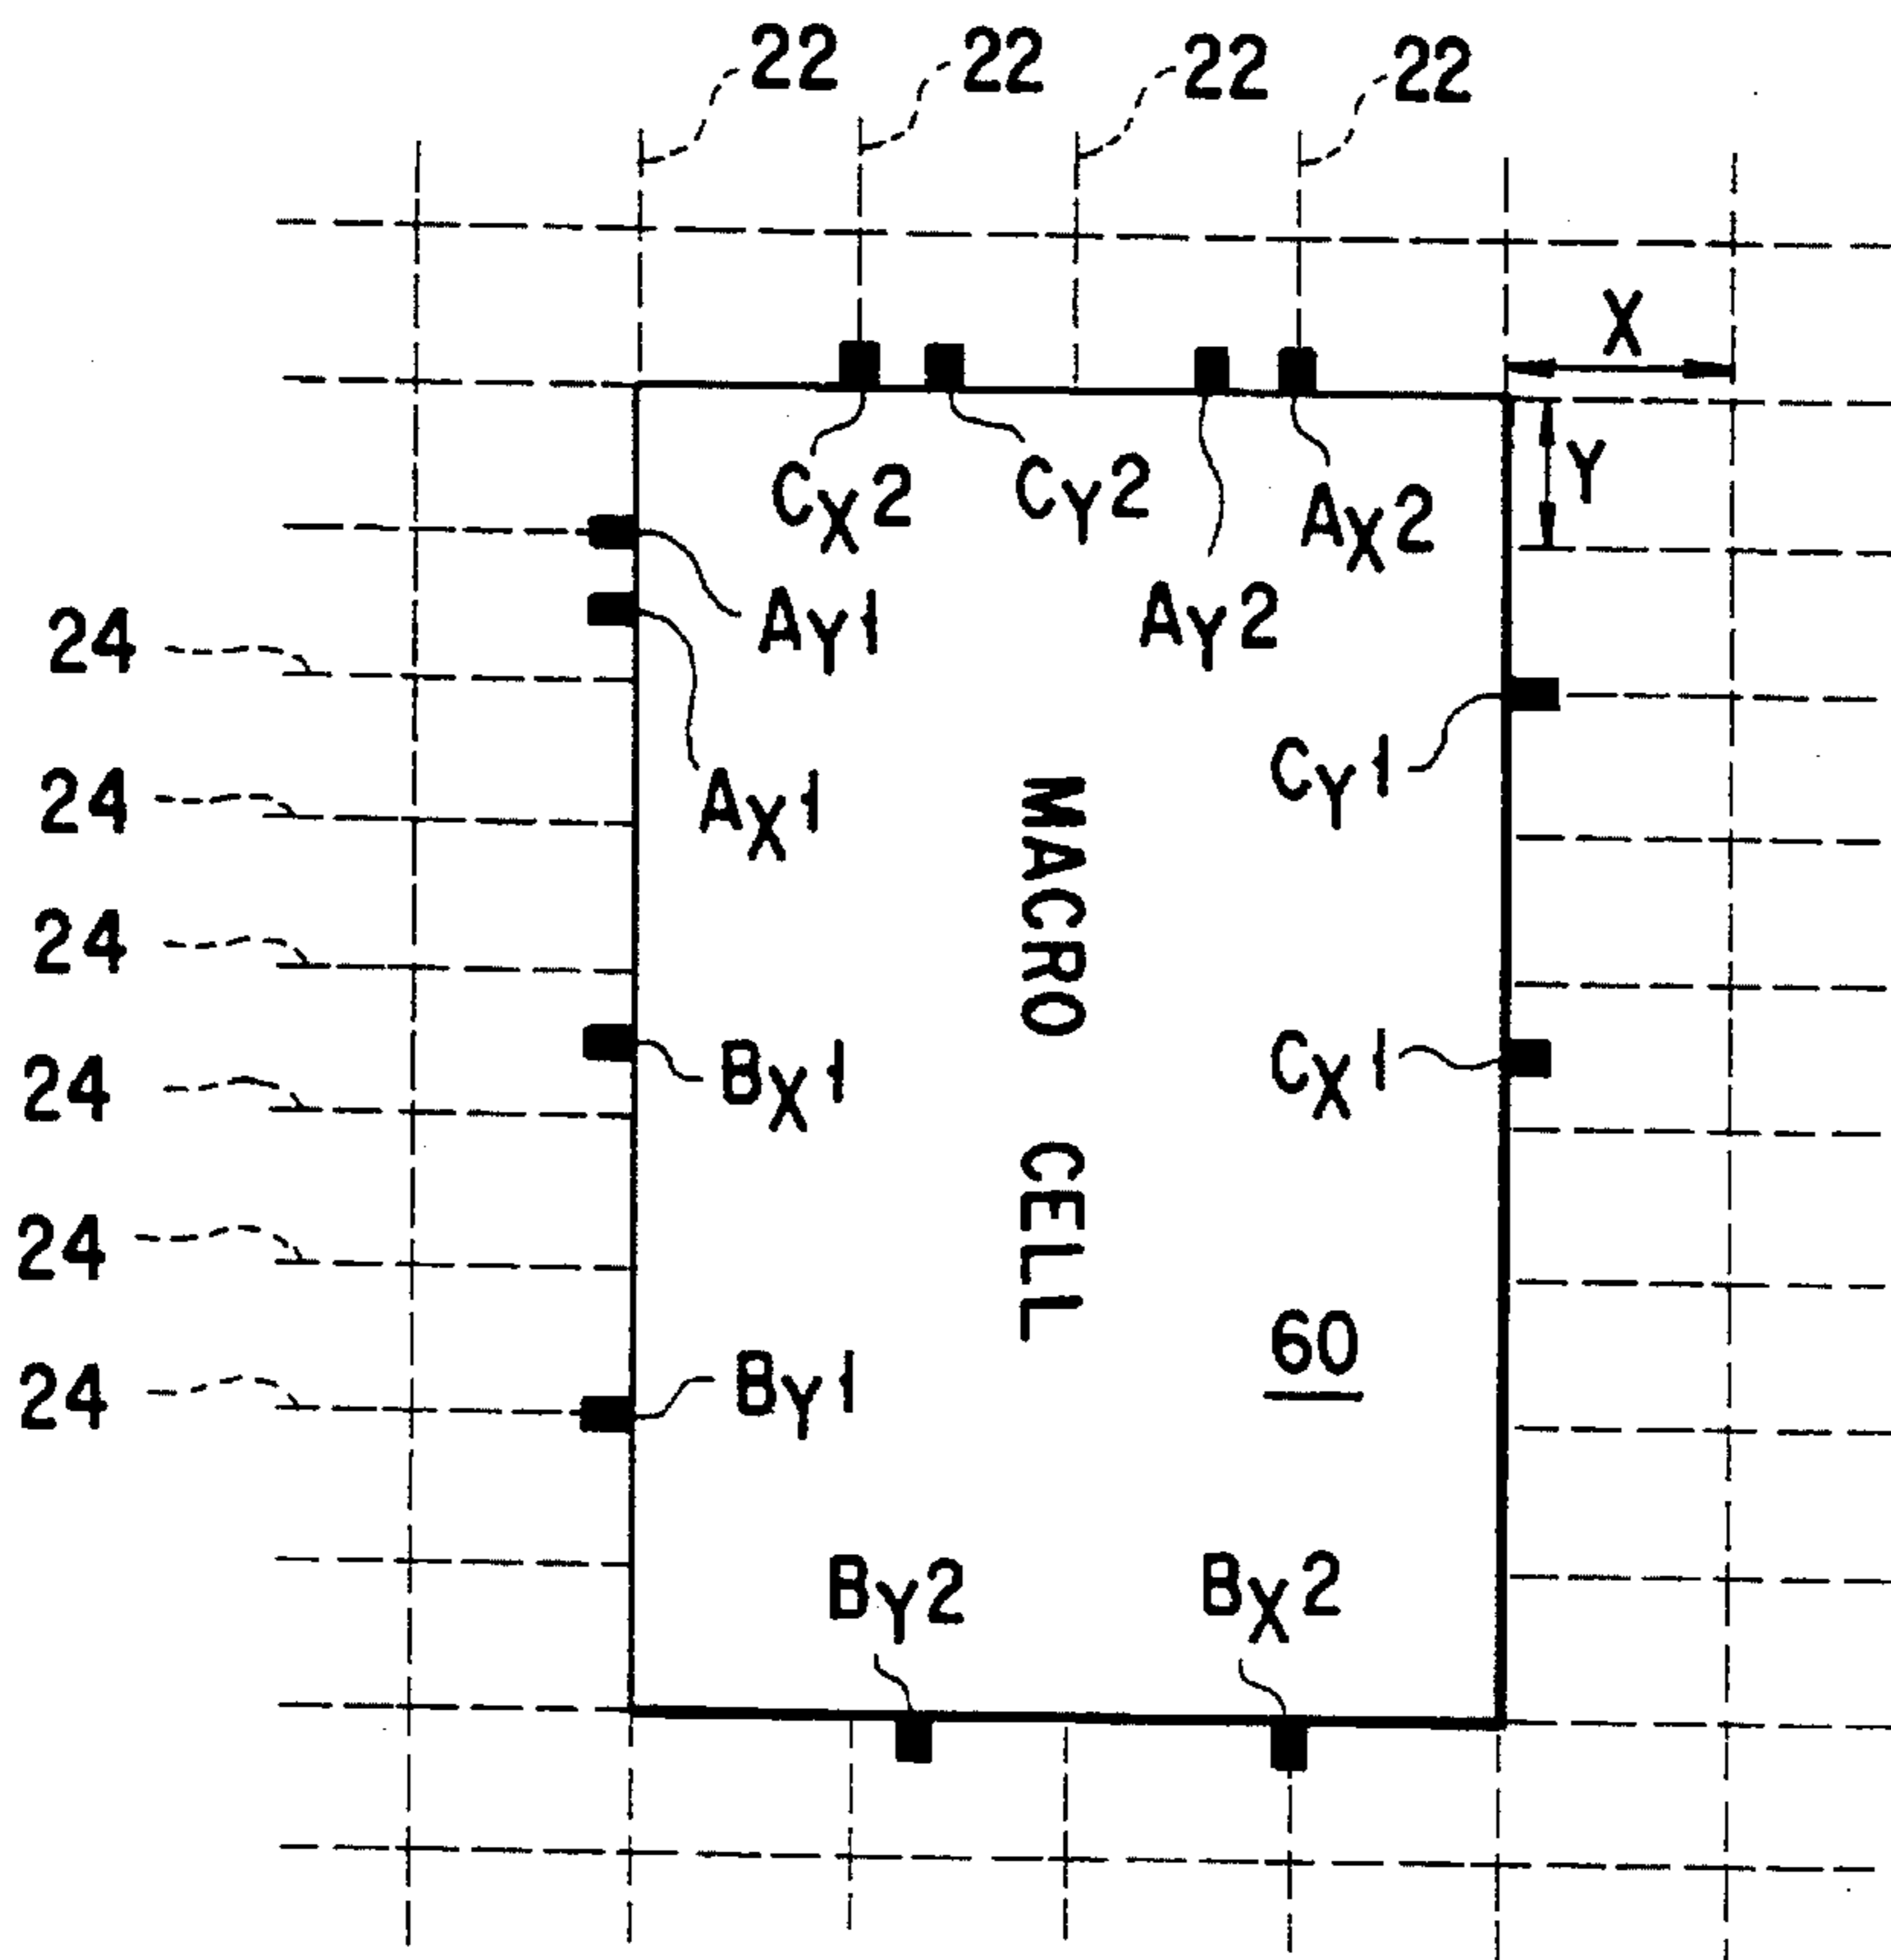 22 22 22 22
X
Y
CX2 CY2 AY2 AX2
AY1
24
CY1
24
AX1
MACRO CELL
24
BX1
CX1
24
24
60
BY1
24
BY2 BX2